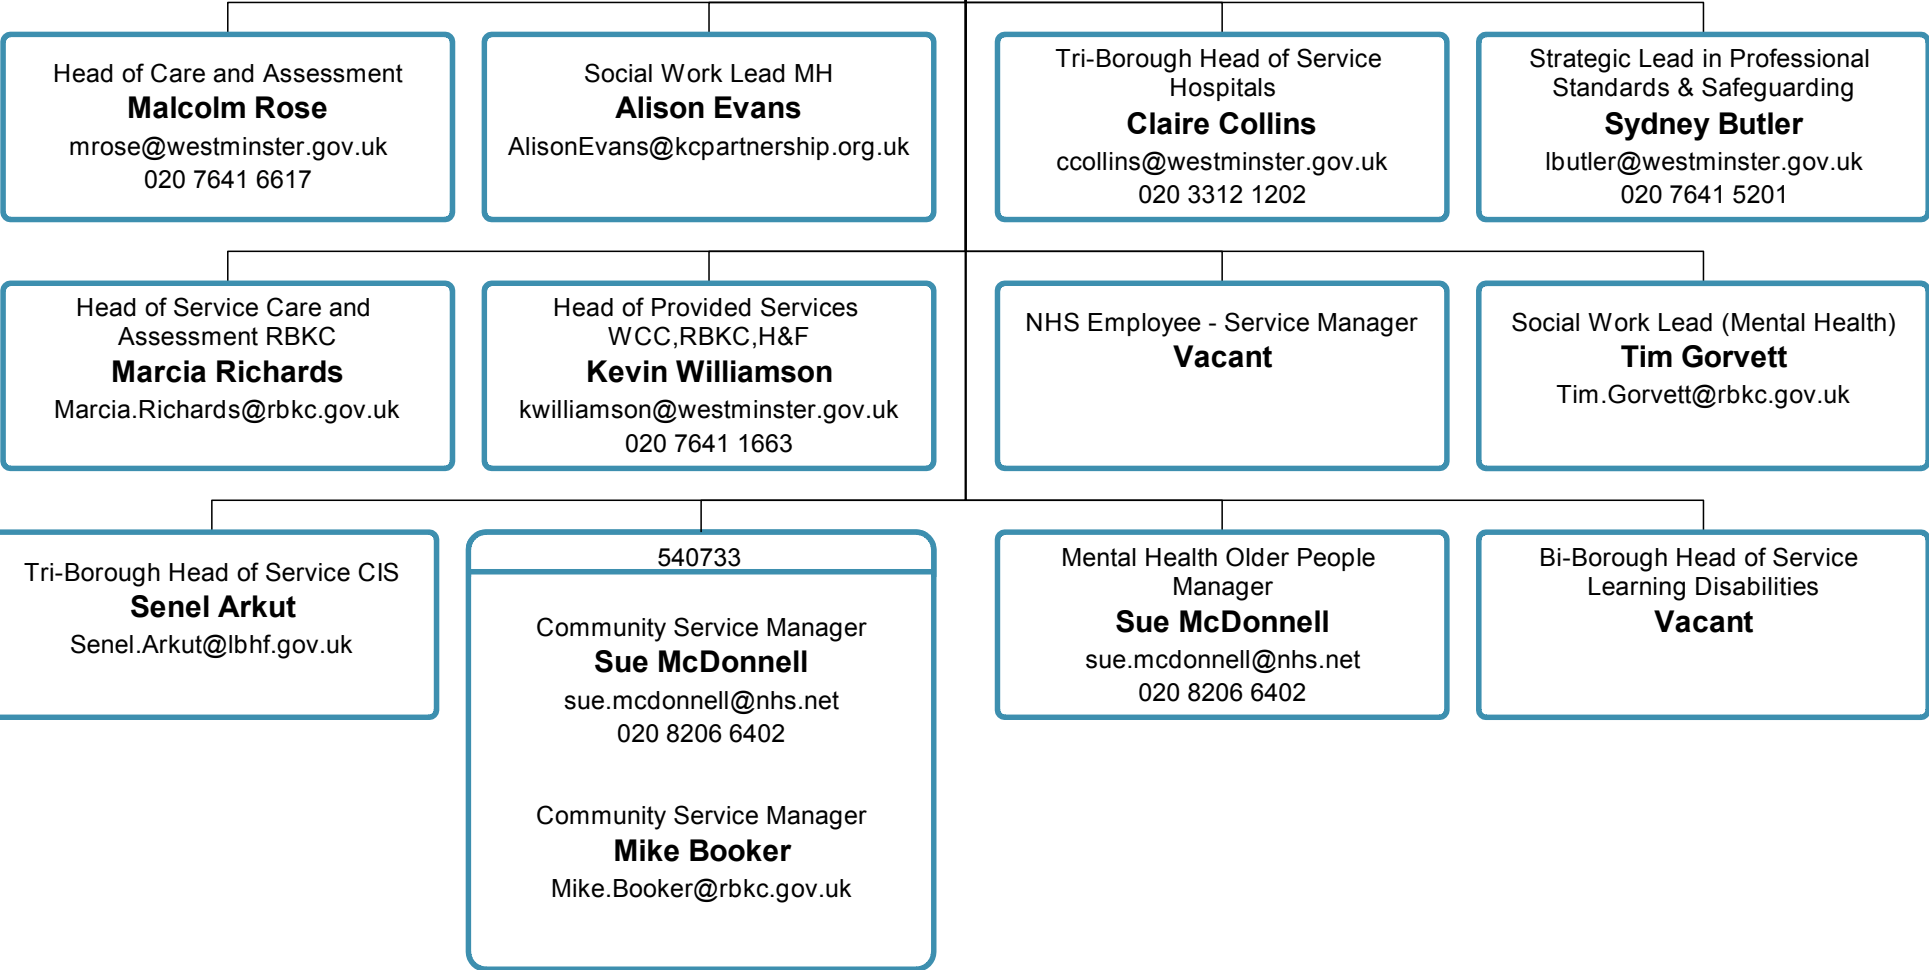 Head of Care and Assessment
Malcolm Rose
mrose@westminster.gov.uk
020 7641 6617
Social Work Lead MH
Alison Evans
AlisonEvans@kcpartnership.org.uk
Tri-Borough Head of Service
Hospitals
Claire Collins
ccollins@westminster.gov.uk
020 3312 1202
Strategic Lead in Professional
Standards & Safeguarding
Sydney Butler
lbutler@westminster.gov.uk
020 7641 5201
Head of Service Care and
Assessment RBKC
Marcia Richards
Marcia.Richards@rbkc.gov.uk
Head of Provided Services
WCC,RBKC,H&F
Kevin Williamson
kwilliamson@westminster.gov.uk
020 7641 1663
NHS Employee - Service Manager
Vacant
Social Work Lead (Mental Health)
Tim Gorvett
Tim.Gorvett@rbkc.gov.uk
Tri-Borough Head of Service CIS
Senel Arkut
Senel.Arkut@lbhf.gov.uk
540733
Community Service Manager
Sue McDonnell
sue.mcdonnell@nhs.net
020 8206 6402
Community Service Manager
Mike Booker
Mike.Booker@rbkc.gov.uk
Mental Health Older People
Manager
Sue McDonnell
sue.mcdonnell@nhs.net
020 8206 6402
Bi-Borough Head of Service
Learning Disabilities
Vacant